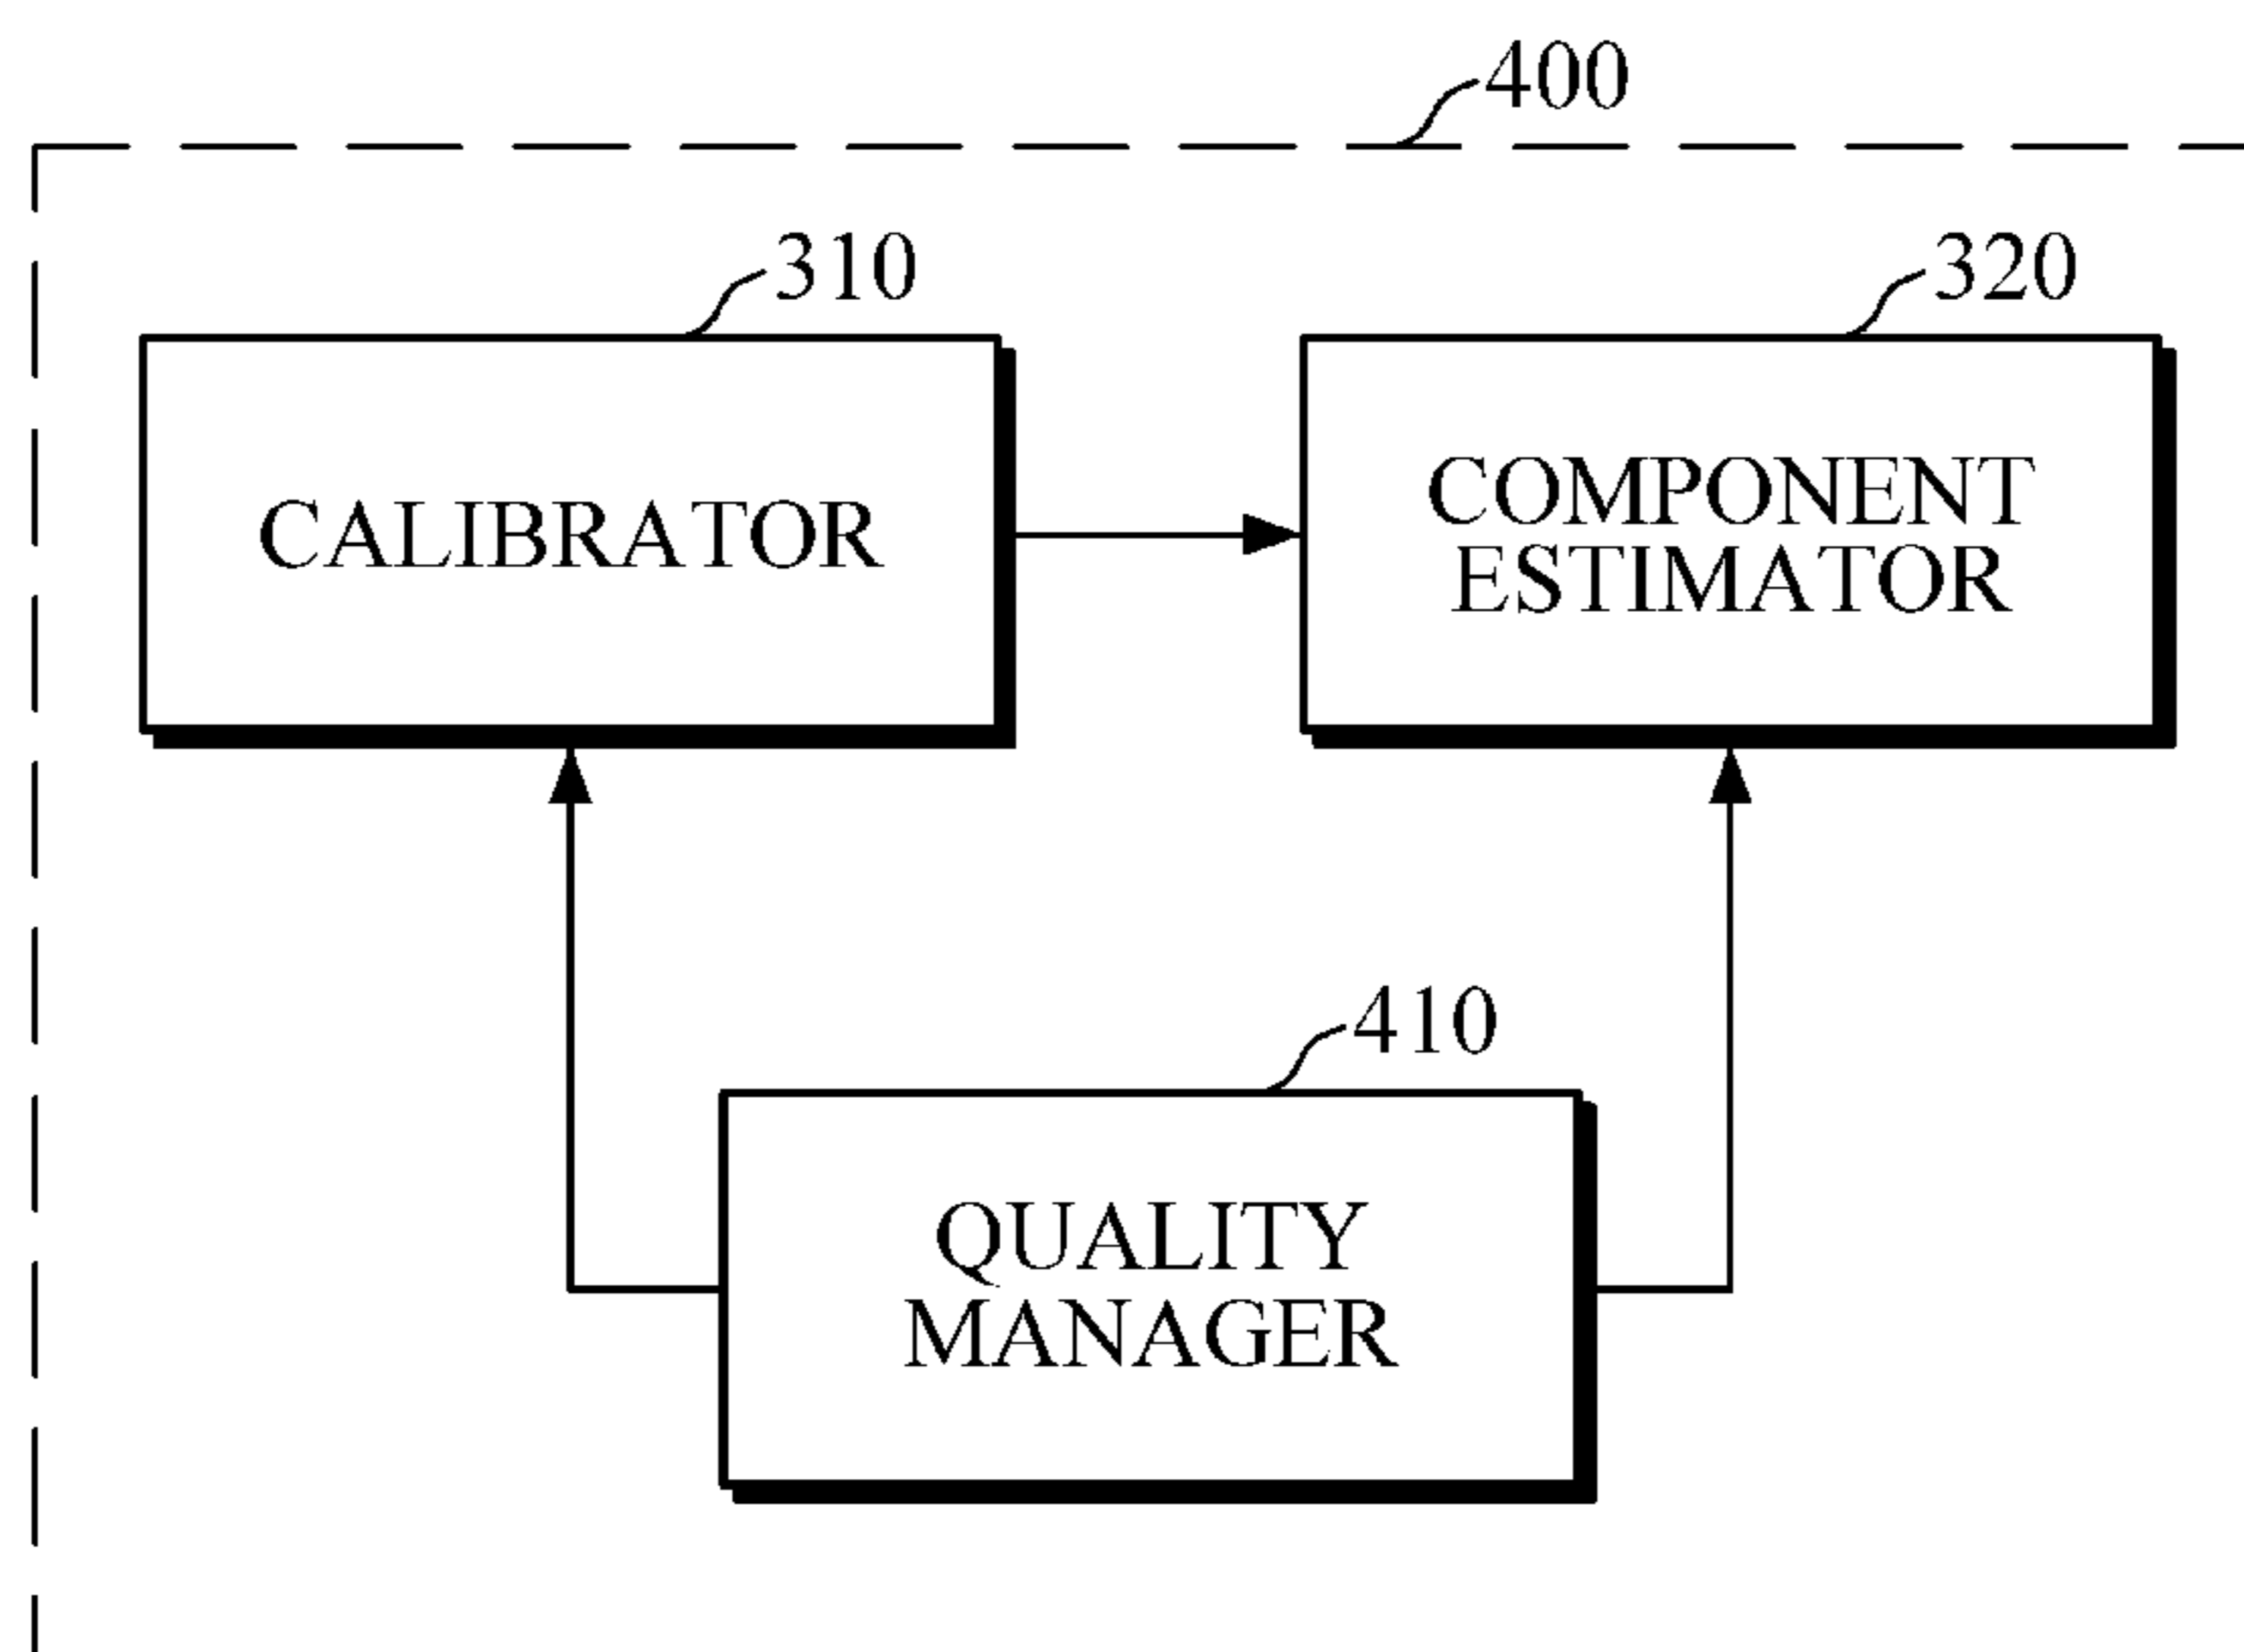 400
310
320
CALIBRATOR
COMPONENT
ESTIMATOR
410
QUALITY
MANAGER